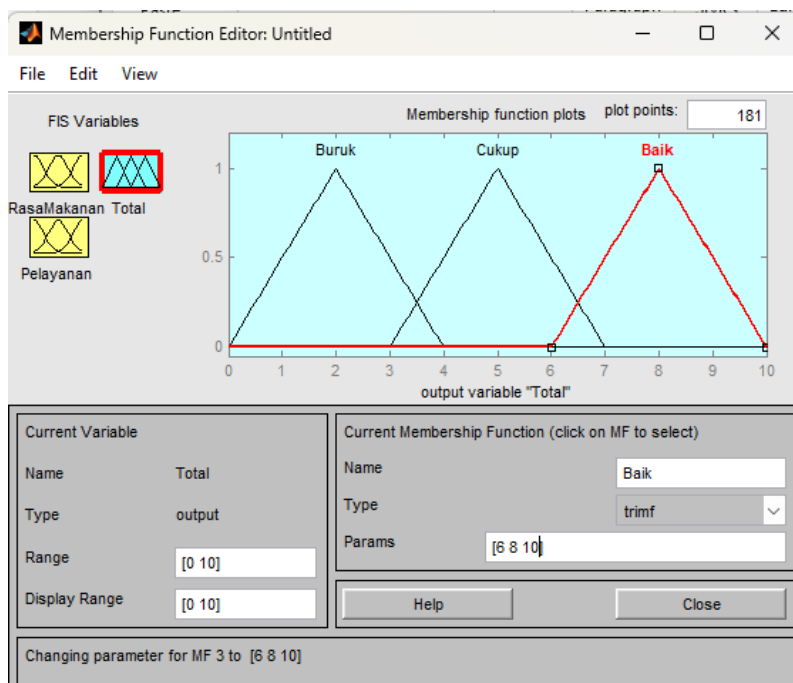 Membership Function Editor: Untitled
File Edit View
FIS Variables
Membership function plots plot points: 181
RasaMakanan Total
Pelayanan
Buruk Cukup Baik
1
0.5
0
0 1 2 3 4 5 6 7 8 9 10
output variable "Total"
Current Variable
Name Total
Type output
Range [0 10]
Display Range [0 10]
Current Membership Function (click on MF to select)
Name Baik
Type trimf
Params [6 8 10]
Help Close
Changing parameter for MF 3 to [6 8 10]